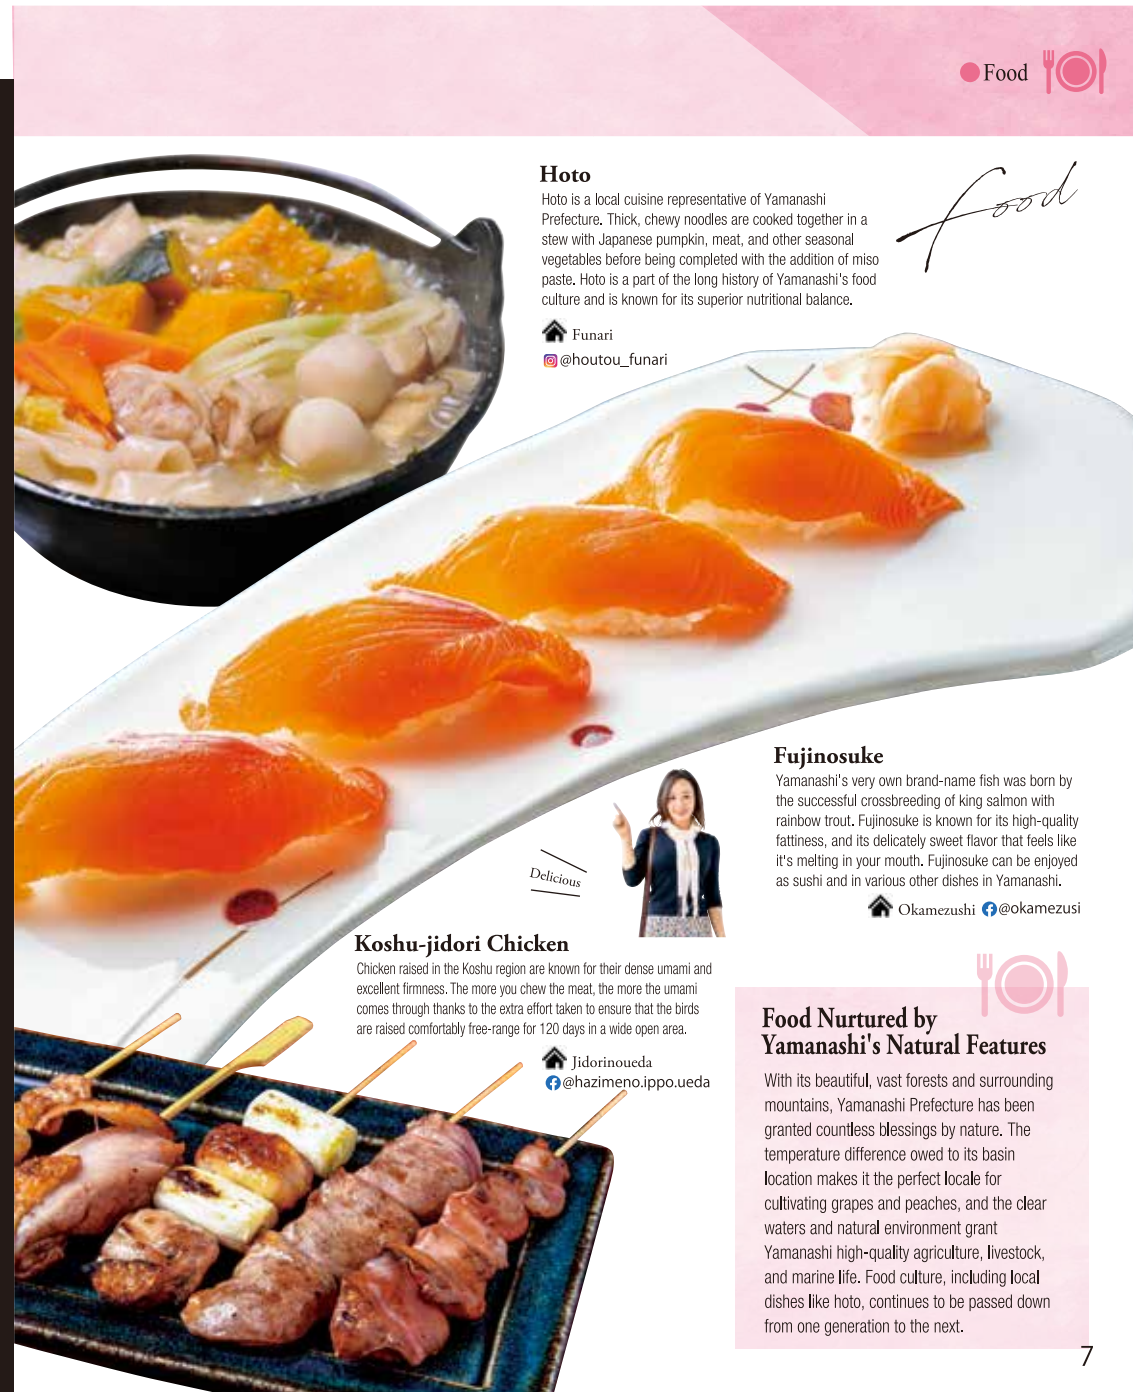 Food
Hoto
Hoto is a local cuisine representative of Yamanashi
Prefecture. Thick, chewy noodles are cooked together in a
stew with Japanese pumpkin, meat, and other seasonal
vegetables before being completed with the addition of miso
paste. Hoto is a part of the long history of Yamanashi's food
culture and is known for its superior nutritional balance.
Funari
@houtou_funari
food
Fujinosuke
Yamanashi's very own brand-name fish was born by
the successful crossbreeding of king salmon with
rainbow trout. Fujinosuke is known for its high-quality
fattiness, and its delicately sweet flavor that feels like
it's melting in your mouth. Fujinosuke can be enjoyed
as sushi and in various other dishes in Yamanashi.
Okamezushi @okamezusi
Delicious
Koshu-jidori Chicken
Chicken raised in the Koshu region are known for their dense umami and
excellent firmness. The more you chew the meat, the more the umami
comes through thanks to the extra effort taken to ensure that the birds
are raised comfortably free-range for 120 days in a wide open area.
Jidorinoueda
@hazimeno.ippo.ueda
Food Nurtured by
Yamanashi's Natural Features
With its beautiful, vast forests and surrounding
mountains, Yamanashi Prefecture has been
granted countless blessings by nature. The
temperature difference owed to its basin
location makes it the perfect locale for
cultivating grapes and peaches, and the clear
waters and natural environment grant
Yamanashi high-quality agriculture, livestock,
and marine life. Food culture, including local
dishes like hoto, continues to be passed down
from one generation to the next.
7